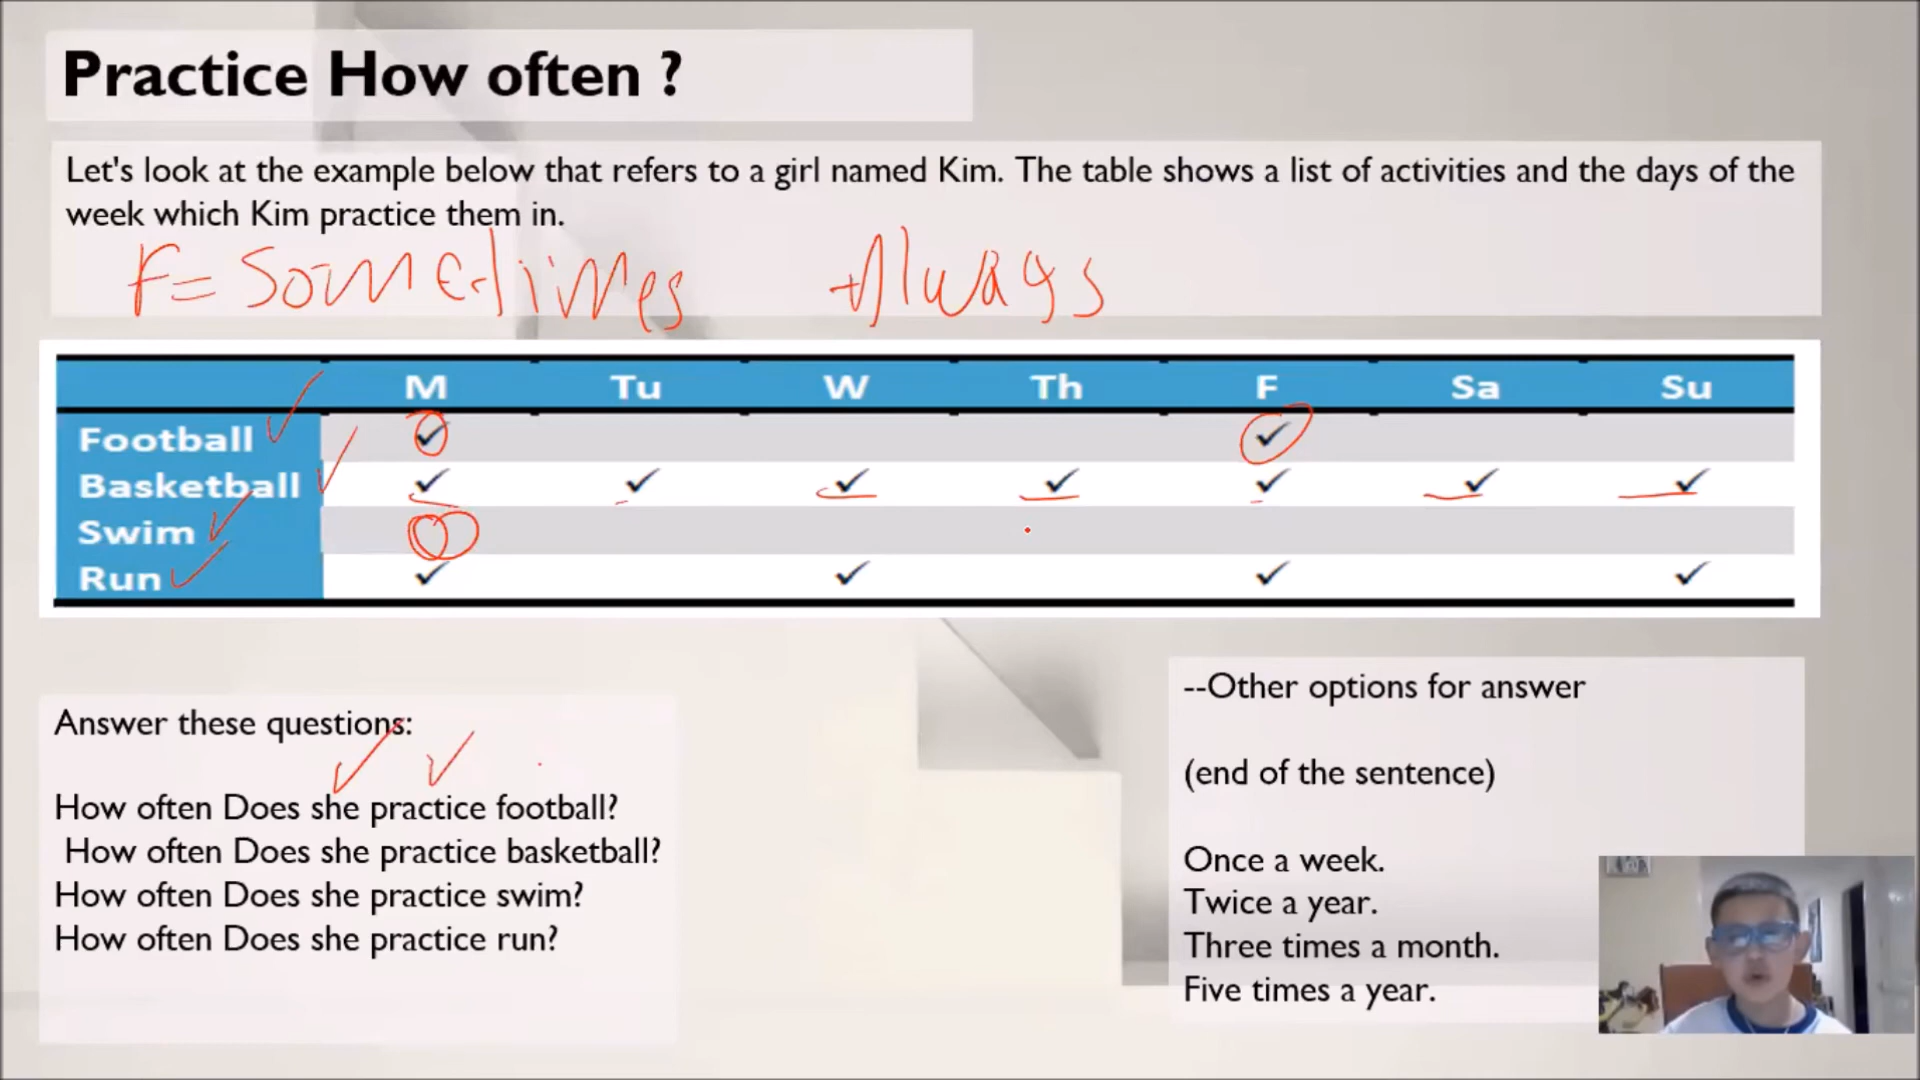 Practice How often ?
Let's look at the example below that refers to a girl named Kim. The table shows a list of activities and the days of the
week which Kim practice them in.
F= Sometimes Always
M Tu W Th F Sa Su
Football ✓ ✓
Basketball ✓ ✓ ✓ ✓ ✓ ✓ ✓
Swim
Run ✓ ✓ ✓ ✓
Answer these questions:
How often Does she practice football?
How often Does she practice basketball?
How often Does she practice swim?
How often Does she practice run?
--Other options for answer
(end of the sentence)
Once a week.
Twice a year.
Three times a month.
Five times a year.